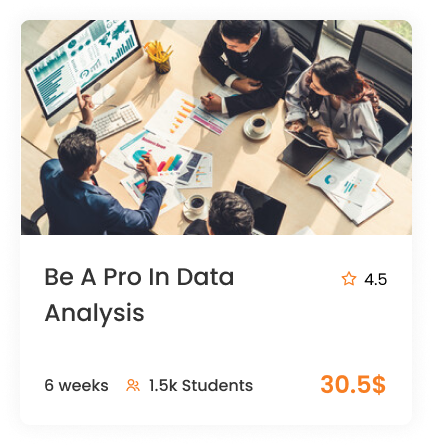 Be A Pro In Data
Analysis
4.5
6 weeks
1.5k Students
30.5$